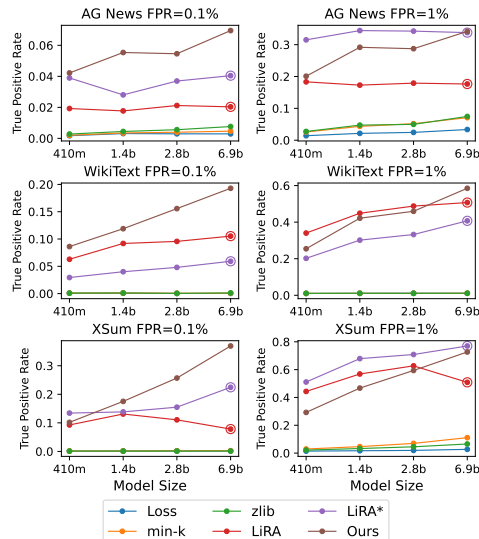 AG News FPR=0.1%
True Positive Rate
0.06
0.04
0.02
0.00
410m 1.4b 2.8b 6.9b
AG News FPR=1%
True Positive Rate
0.3
0.2
0.1
0.0
410m 1.4b 2.8b 6.9b
WikiText FPR=0.1%
True Positive Rate
0.20
0.15
0.10
0.05
0.00
410m 1.4b 2.8b 6.9b
WikiText FPR=1%
True Positive Rate
0.6
0.4
0.2
0.0
410m 1.4b 2.8b 6.9b
XSum FPR=0.1%
True Positive Rate
0.3
0.2
0.1
0.0
410m 1.4b 2.8b 6.9b
Model Size
XSum FPR=1%
True Positive Rate
0.8
0.6
0.4
0.2
0.0
410m 1.4b 2.8b 6.9b
Model Size
Loss zlib LiRA*
min-k LiRA Ours